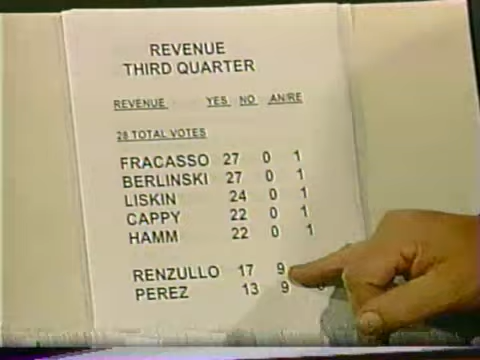 REVENUE
THIRD QUARTER
REVENUE YES NO AN/RE
28 TOTAL VOTES
FRACASSO 27 0 1
BERLINSKI 27 0 1
LISKIN 24 0 1
CAPPY 22 0 1
HAMM 22 0 1
RENZULLO 17 9
PEREZ 13 9